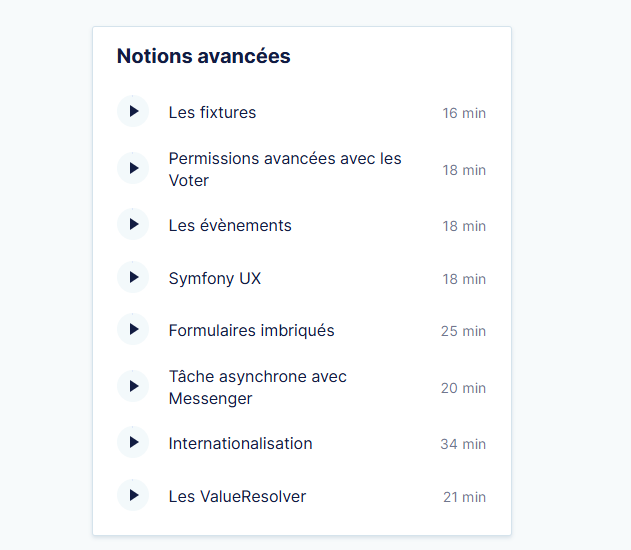 Notions avancées
Les fixtures 16 min
Permissions avancées avec les
Voter 18 min
Les évènements 18 min
Symfony UX 18 min
Formulaires imbriqués 25 min
Tâche asynchrone avec
Messenger 20 min
Internationalisation 34 min
Les ValueResolver 21 min